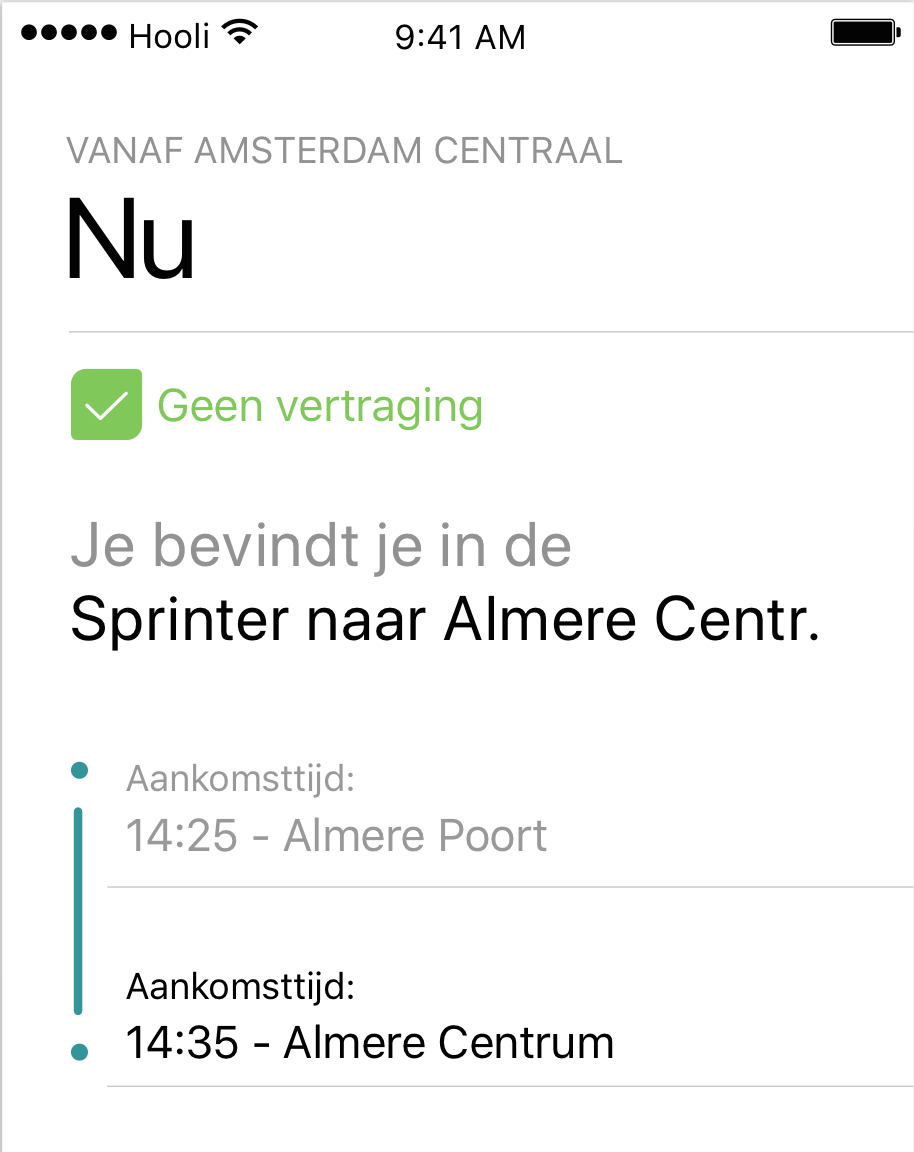 Hooli 9:41 AM
VANAF AMSTERDAM CENTRAAL
Nu
Geen vertraging
Je bevindt je in de
Sprinter naar Almere Centr.
Aankomsttijd:
14:25 - Almere Poort
Aankomsttijd:
14:35 - Almere Centrum